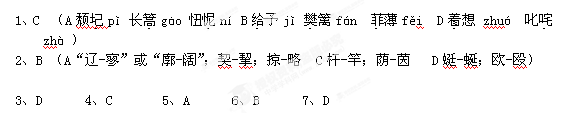 1、C （A 颓圮 pǐ 长篙 gāo 忸怩 ní B 给予 jǐ 樊篱 fán 菲薄 fěi D 着想 zhuó 叱咤
zhà ）
2、B （A“辽-寥”或“廓-阔”；契-挈；掠-略 C 杆-竿；荫-茵 D 蜓-蜒；欧-殴）
3、D 4、C 5、A 6、B 7、D